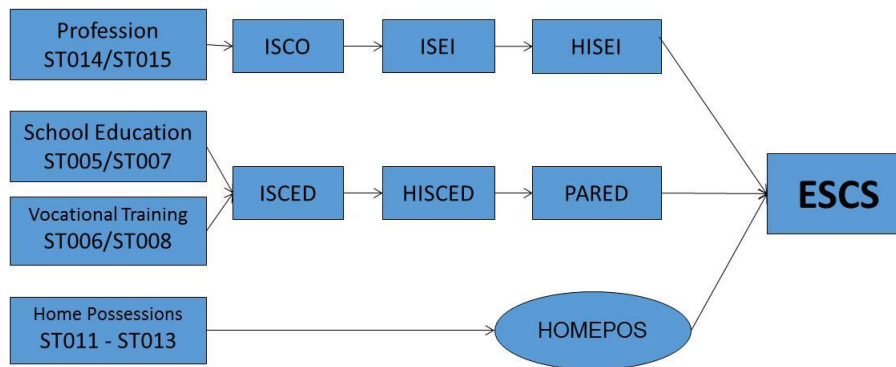 Profession
ST014/ST015
ISCO
ISEI
HISEI
School Education
ST005/ST007
Vocational Training
ST006/ST008
ISCED
HISCED
PARED
ESCS
Home Possessions
ST011 - ST013
HOMEPOS